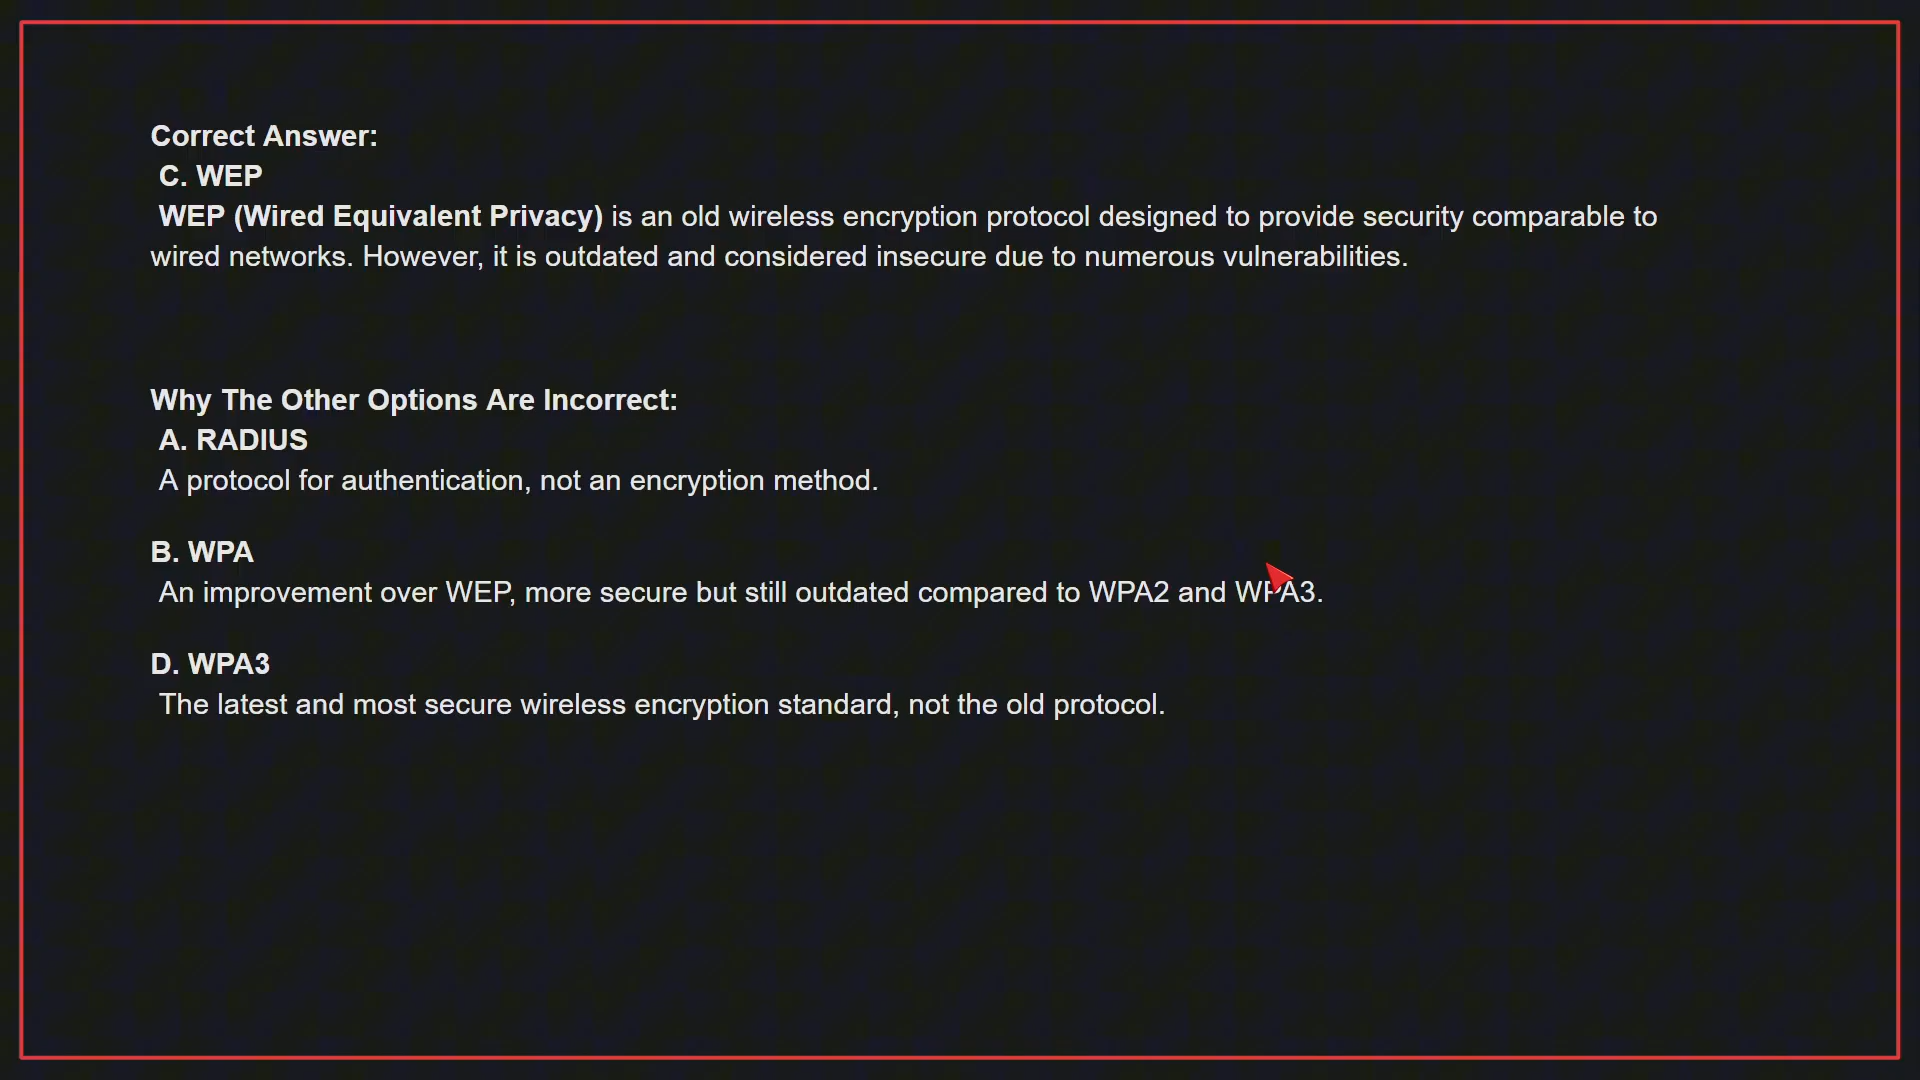 Correct Answer:
C. WEP
WEP (Wired Equivalent Privacy) is an old wireless encryption protocol designed to provide security comparable to
wired networks. However, it is outdated and considered insecure due to numerous vulnerabilities.
Why The Other Options Are Incorrect:
A. RADIUS
A protocol for authentication, not an encryption method.
B. WPA
An improvement over WEP, more secure but still outdated compared to WPA2 and WPA3.
D. WPA3
The latest and most secure wireless encryption standard, not the old protocol.